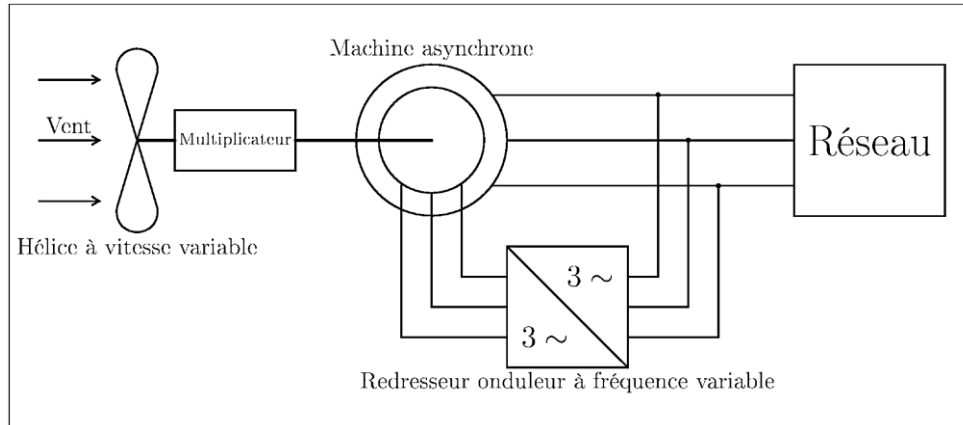 Machine asynchrone
Vent
Multiplicateur
Réseau
Hélice à vitesse variable
3 ~
3 ~
Redresseur onduleur à fréquence variable